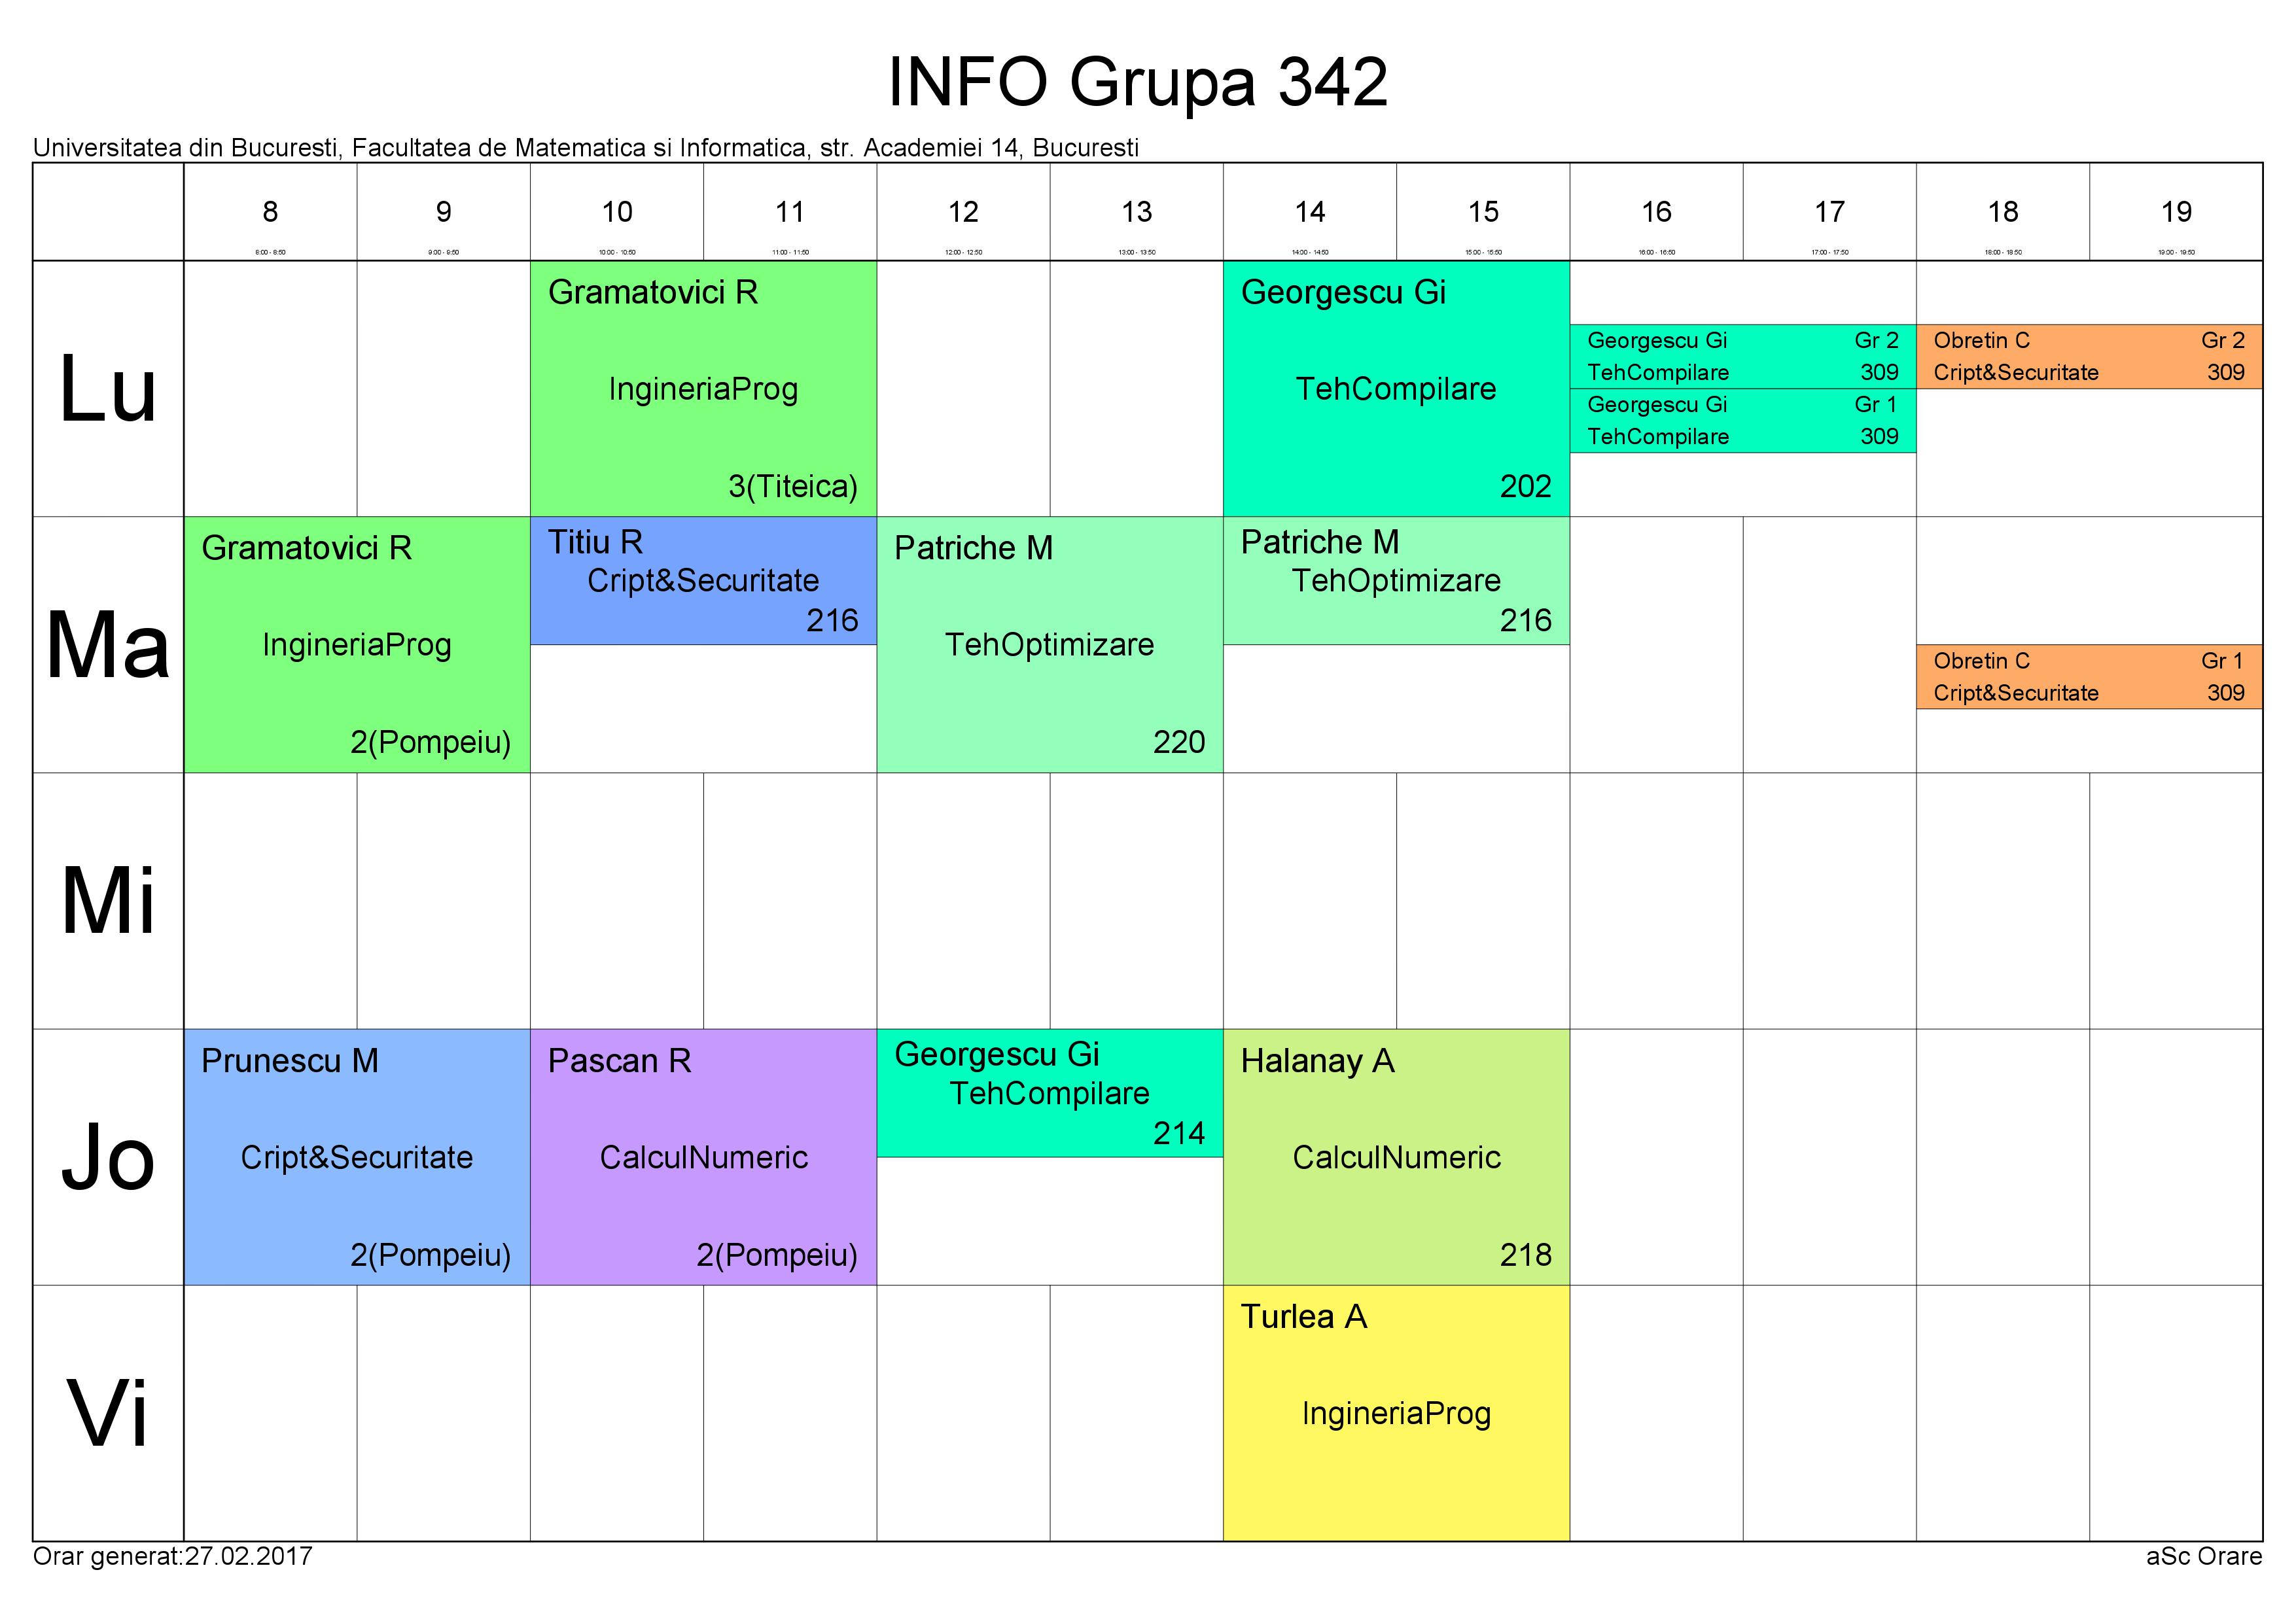 INFO Grupa 342
Universitatea din Bucuresti, Facultatea de Matematica si Informatica, str. Academiei 14, Bucuresti
8 9 10 11 12 13 14 15 16 17 18 19
8:00 - 8:50 9:00 - 9:50 10:00 - 10:50 11:00 - 11:50 12:00 - 12:50 13:00 - 13:50 14:00 - 14:50 15:00 - 15:50 16:00 - 16:50 17:00 - 17:50 18:00 - 18:50 19:00 - 19:50
Lu
Gramatovici R
IngineriaProg
3(Titeica)
Georgescu Gi
TehCompilare
202
Georgescu Gi Gr 2
TehCompilare 309
Georgescu Gi Gr 1
TehCompilare 309
Obretin C Gr 2
Cript&Securitate 309
Ma
Gramatovici R
IngineriaProg
2(Pompeiu)
Titiu R
Cript&Securitate
216
Patriche M
TehOptimizare
220
Patriche M
TehOptimizare
216
Obretin C Gr 1
Cript&Securitate 309
Mi
Jo
Prunescu M
Cript&Securitate
2(Pompeiu)
Pascan R
CalculNumeric
2(Pompeiu)
Georgescu Gi
TehCompilare
214
Halanay A
CalculNumeric
218
Vi
Turlea A
IngineriaProg
Orar generat:27.02.2017
aSc Orare